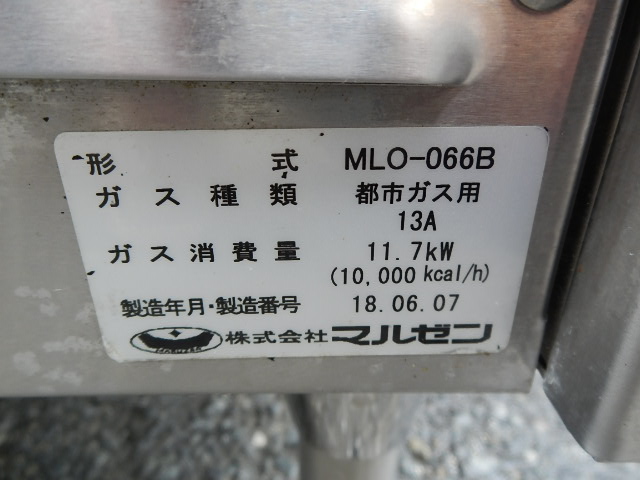 形式 MLO-066B
ガス種類 都市ガス用
13A
ガス消費量 11.7kW
(10,000 kcal/h)
製造年月・製造番号 18.06.07
MARUZEN 株式会社マルゼン